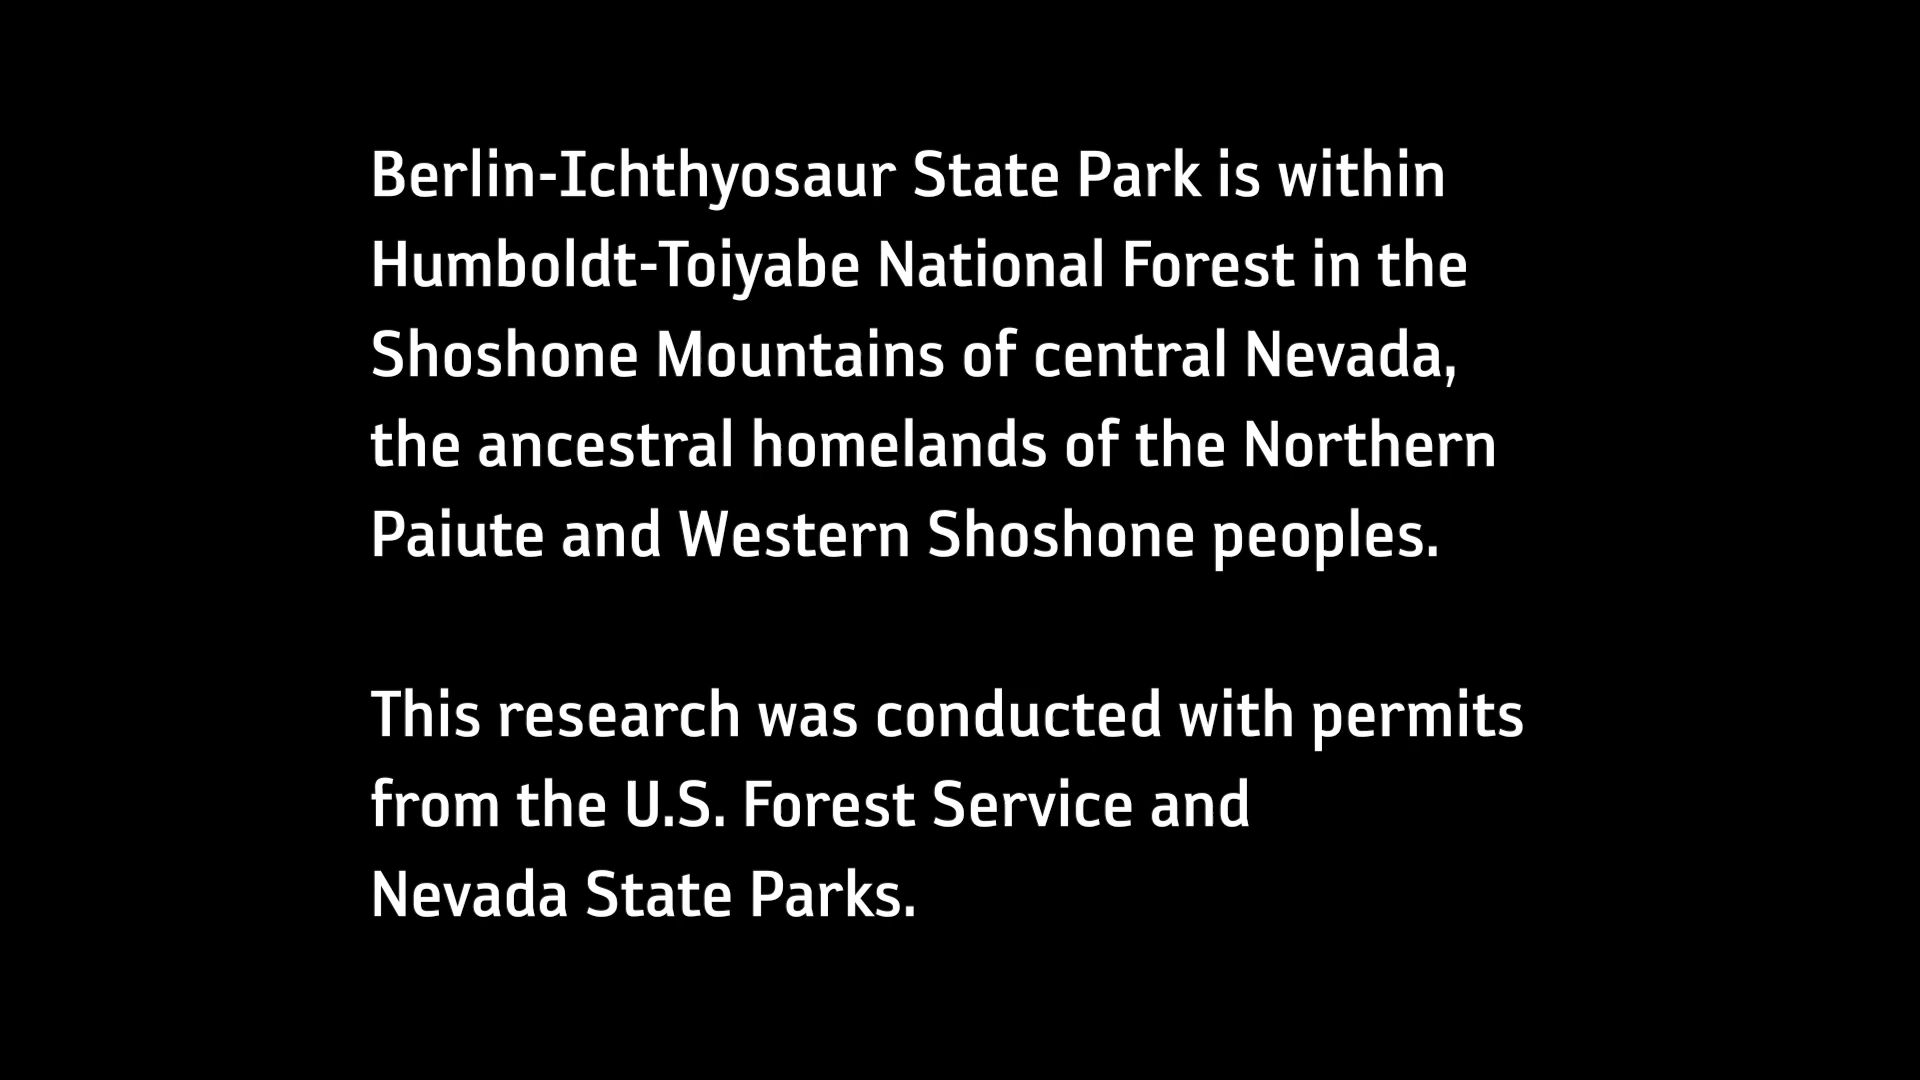 Berlin-Ichthyosaur State Park is within
Humboldt-Toiyabe National Forest in the
Shoshone Mountains of central Nevada,
the ancestral homelands of the Northern
Paiute and Western Shoshone peoples.
This research was conducted with permits
from the U.S. Forest Service and
Nevada State Parks.